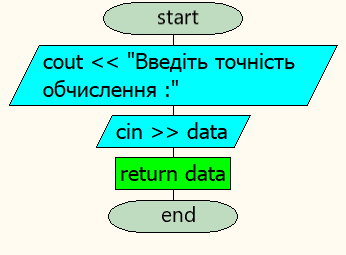 start
cout << "Введіть точність
обчислення :"
cin >> data
return data
end